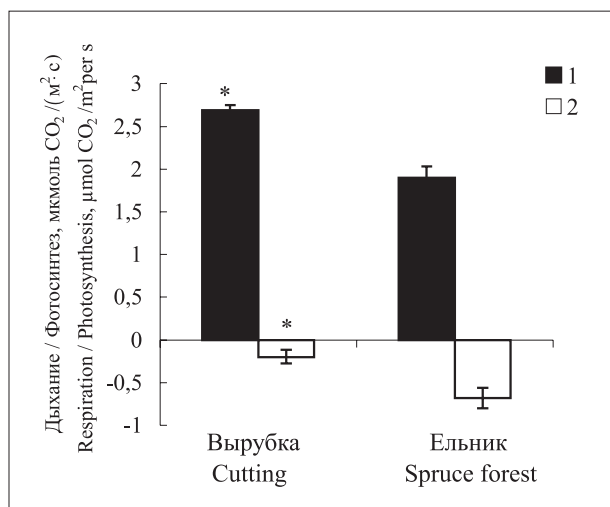 Дыхание / Фотосинтез, мкмоль CO₂ /(м²· с)
Respiration / Photosynthesis, μmol CO₂ /m²per s
3
2,5
2
1,5
1
0,5
0
-0,5
-1
*
*
1
2
Вырубка
Ельник
Cutting
Spruce forest